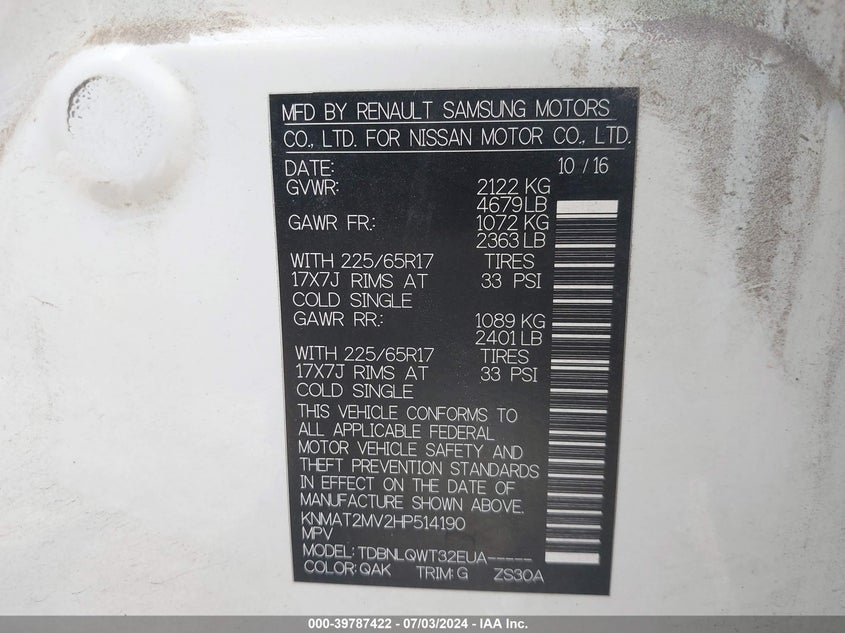 MFD BY RENAULT SAMSUNG MOTORS
CO., LTD. FOR NISSAN MOTOR CO., LTD.
DATE: 10 / 16
GVWR: 2122 KG
4679 LB
GAWR FR.: 1072 KG
2363 LB
WITH 225/65R17 TIRES
17X7J RIMS AT 33 PSI
COLD SINGLE
GAWR RR.: 1089 KG
2401 LB
WITH 225/65R17 TIRES
17X7J RIMS AT 33 PSI
COLD SINGLE
THIS VEHICLE CONFORMS TO
ALL APPLICABLE FEDERAL
MOTOR VEHICLE SAFETY AND
THEFT PREVENTION STANDARDS
IN EFFECT ON THE DATE OF
MANUFACTURE SHOWN ABOVE.
KNMAT2MV2HP514190
MPV
MODEL: TDBNLQWT32EUA-----
COLOR: QAK TRIM: G ZS30A
000-39787422 - 07/03/2024 - IAA Inc.